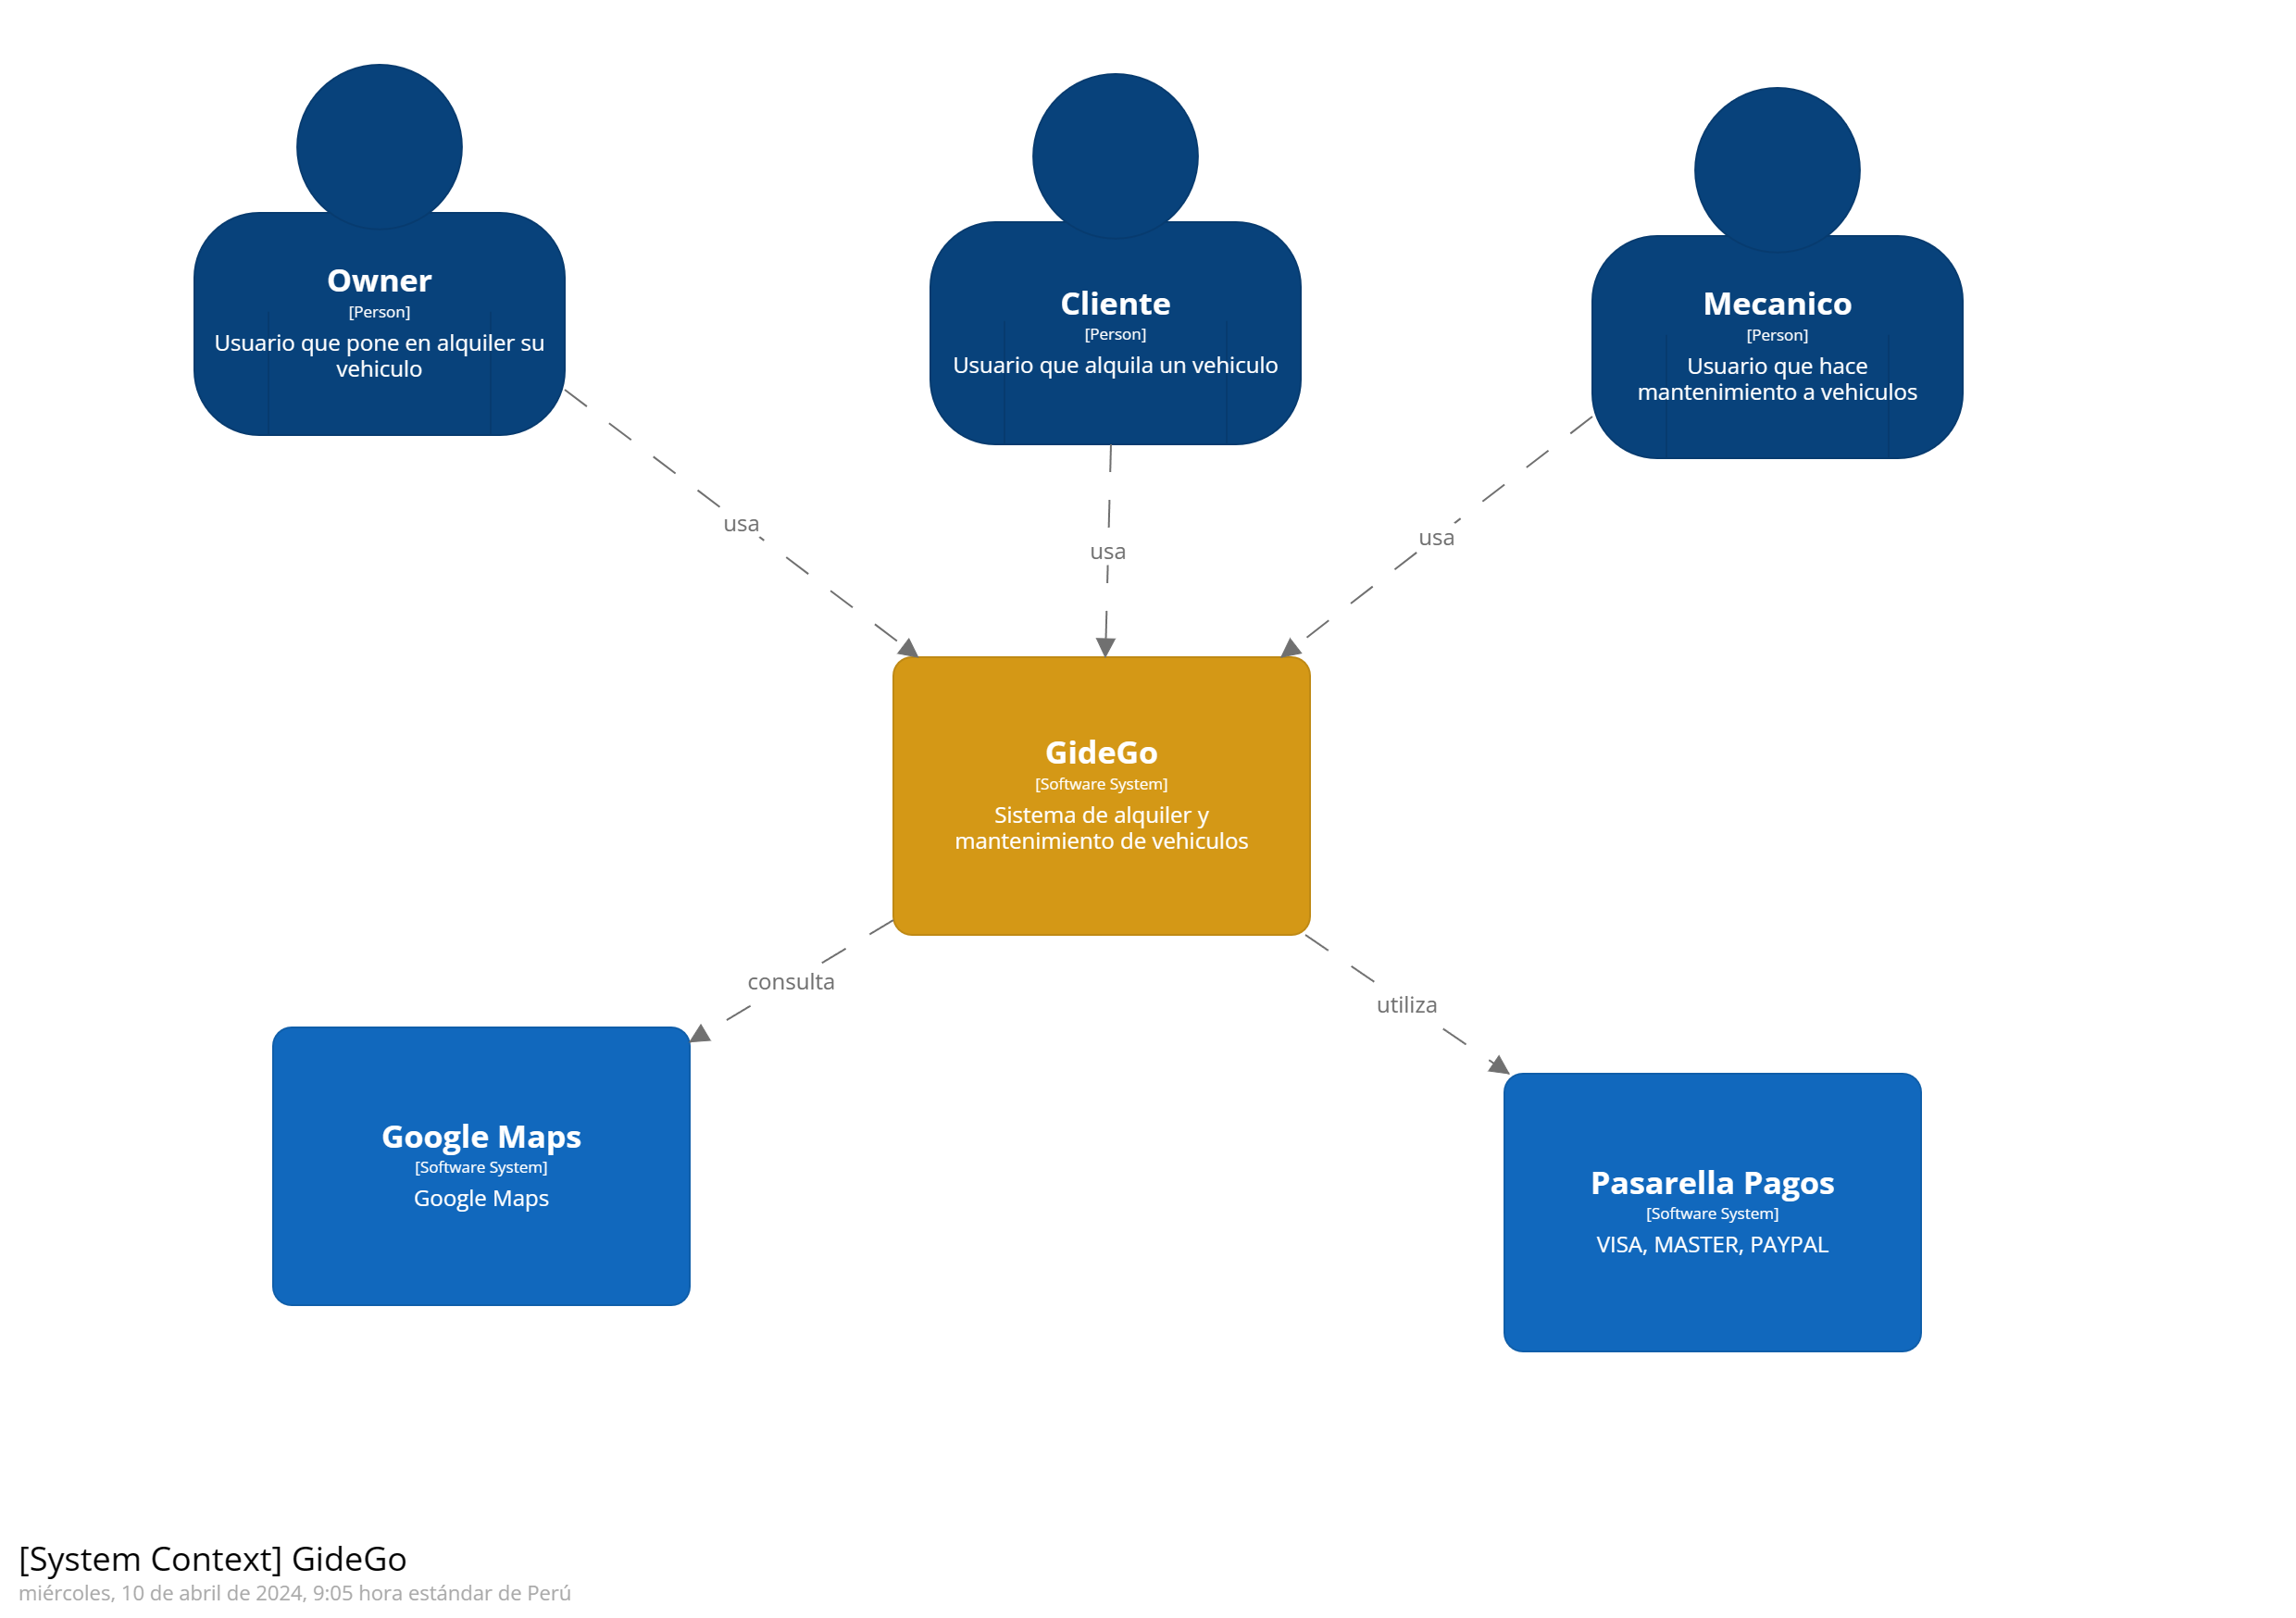 Owner
[Person]
Usuario que pone en alquiler su
vehiculo
Cliente
[Person]
Usuario que alquila un vehiculo
Mecanico
[Person]
Usuario que hace
mantenimiento a vehiculos
usa
usa
usa
GideGo
[Software System]
Sistema de alquiler y
mantenimiento de vehiculos
consulta
utiliza
Google Maps
[Software System]
Google Maps
Pasarella Pagos
[Software System]
VISA, MASTER, PAYPAL
[System Context] GideGo
miércoles, 10 de abril de 2024, 9:05 hora estándar de Perú